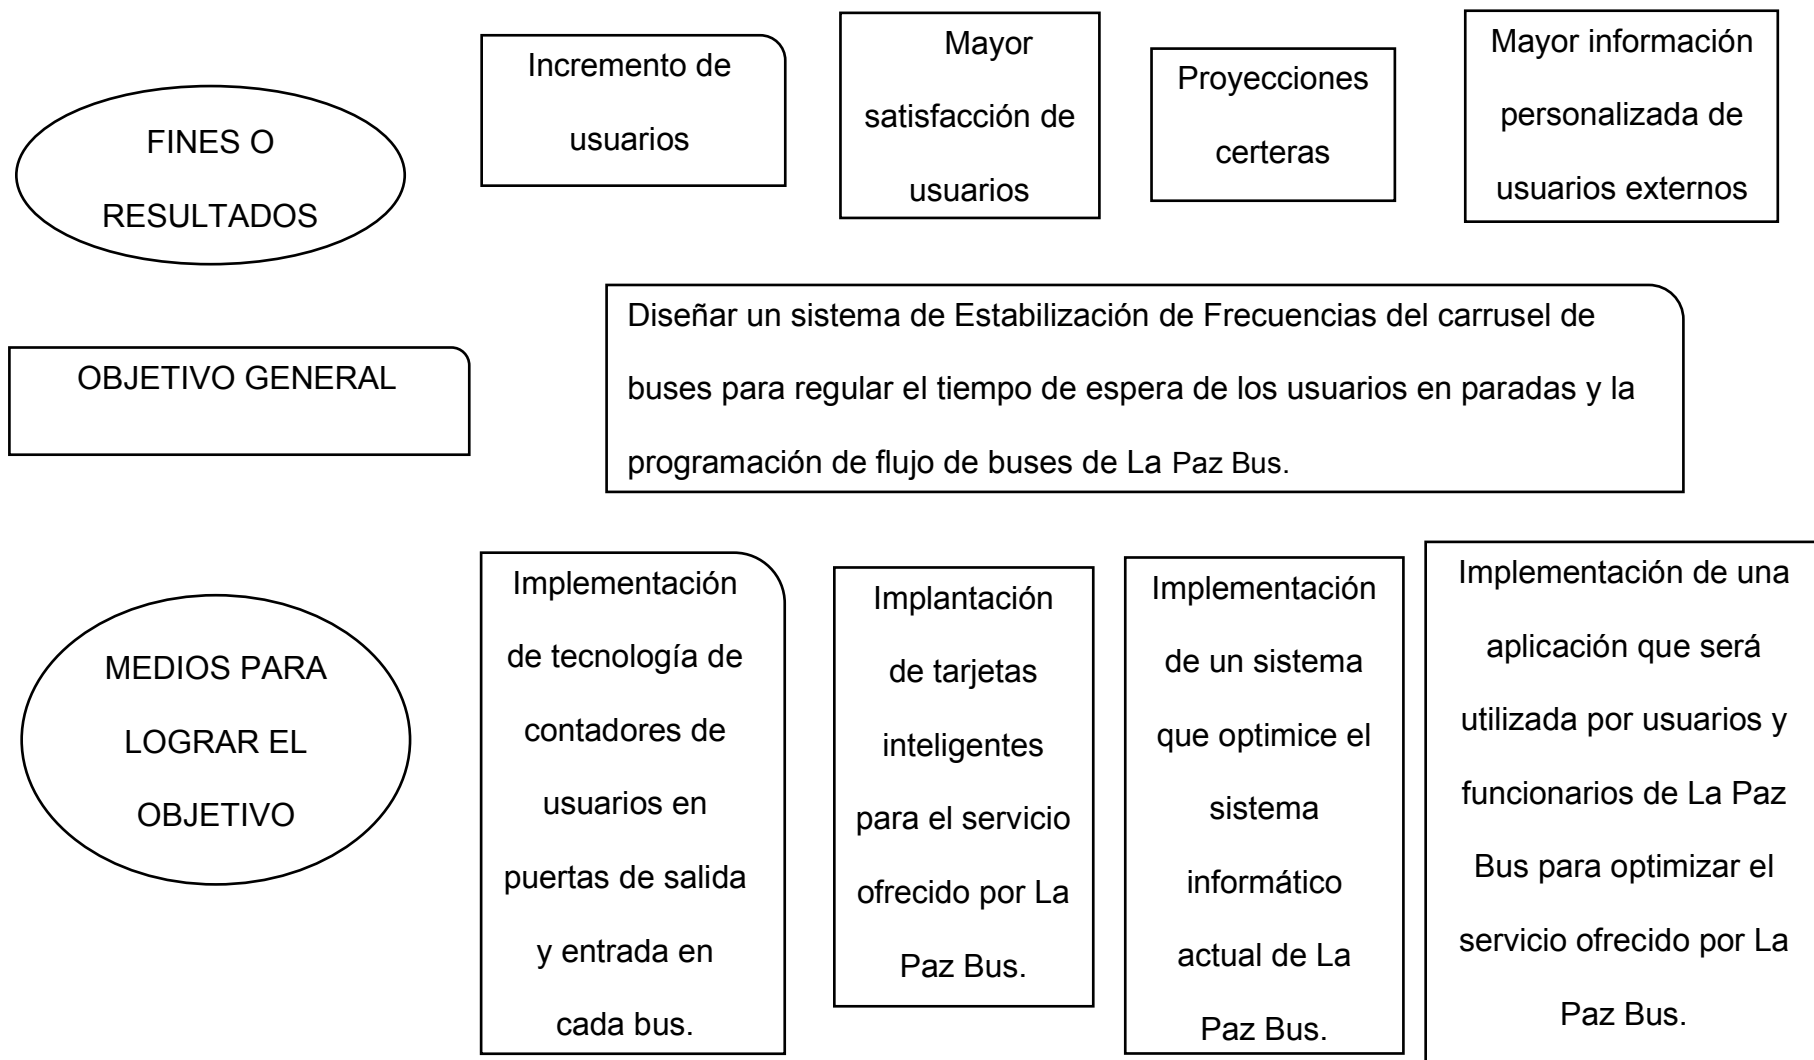 FINES O
RESULTADOS
Incremento de
usuarios
Mayor
satisfacción de
usuarios
Proyecciones
certeras
Mayor información
personalizada de
usuarios externos
OBJETIVO GENERAL
Diseñar un sistema de Estabilización de Frecuencias del carrusel de
buses para regular el tiempo de espera de los usuarios en paradas y la
programación de flujo de buses de La Paz Bus.
MEDIOS PARA
LOGRAR EL
OBJETIVO
Implementación
de tecnología de
contadores de
usuarios en
puertas de salida
y entrada en
cada bus.
Implantación
de tarjetas
inteligentes
para el servicio
ofrecido por La
Paz Bus.
Implementación
de un sistema
que optimice el
sistema
informático
actual de La
Paz Bus.
Implementación de una
aplicación que será
utilizada por usuarios y
funcionarios de La Paz
Bus para optimizar el
servicio ofrecido por La
Paz Bus.